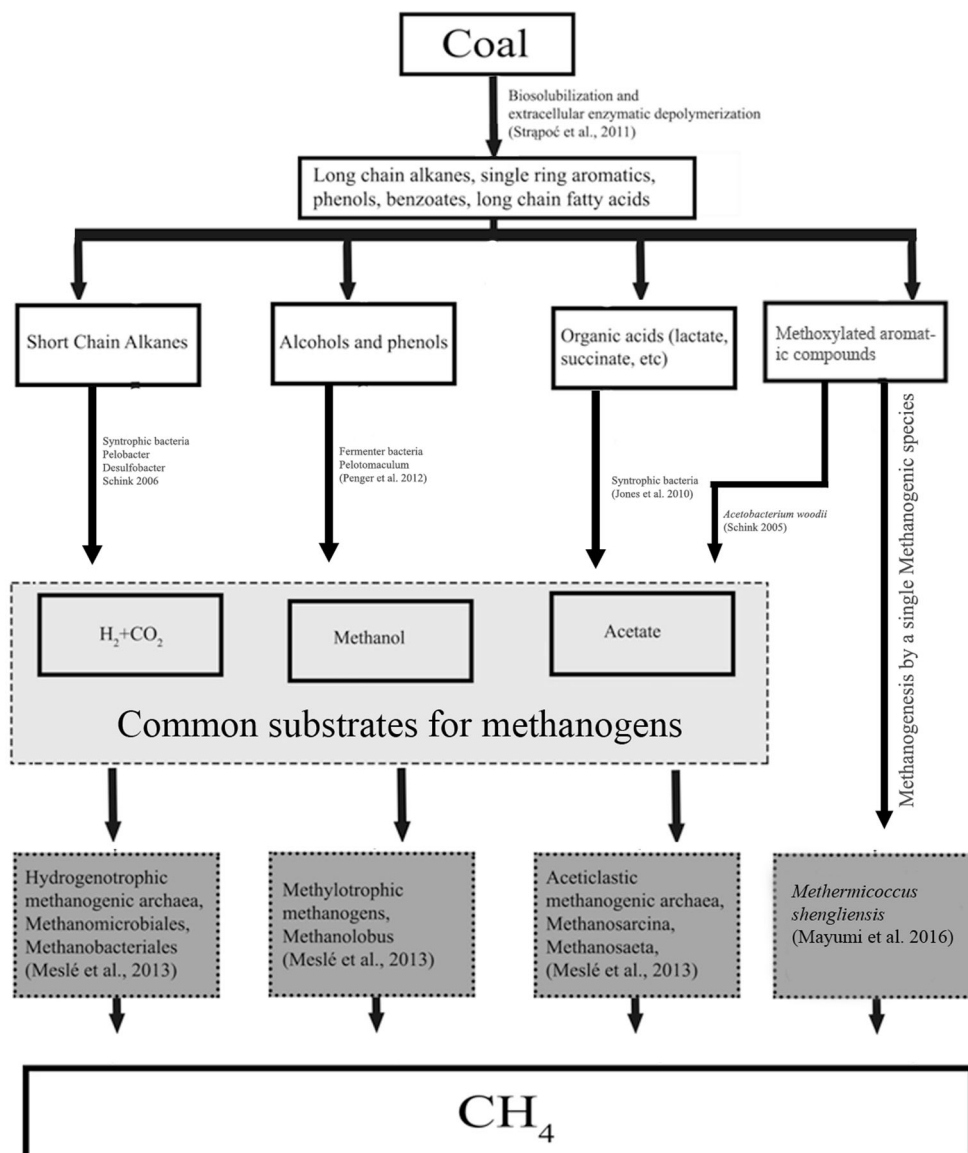 Coal
Biosolubilization and
extracellular enzymatic depolymerization
(Strąpoć et al., 2011)
Long chain alkanes, single ring aromatics,
phenols, benzoates, long chain fatty acids
Short Chain Alkanes
Alcohols and phenols
Organic acids (lactate,
succinate, etc)
Methoxylated aromat-
ic compounds
Syntrophic bacteria
Pelobacter
Desulfobacter
Schink 2006
Fermenter bacteria
Pelotomaculum
(Penger et al. 2012)
Syntrophic bacteria
(Jones et al. 2010)
Acetobacterium woodii
(Schink 2005)
Methanogenesis by a single Methanogenic species
H₂+CO₂
Methanol
Acetate
Common substrates for methanogens
Hydrogenotrophic
methanogenic archaea,
Methanomicrobiales,
Methanobacteriales
(Meslé et al., 2013)
Methylotrophic
methanogens,
Methanolobus
(Meslé et al., 2013)
Aceticlastic
methanogenic archaea,
Methanosarcina,
Methanosaeta,
(Meslé et al., 2013)
Methermicoccus
shengliensis
(Mayumi et al. 2016)
CH₄